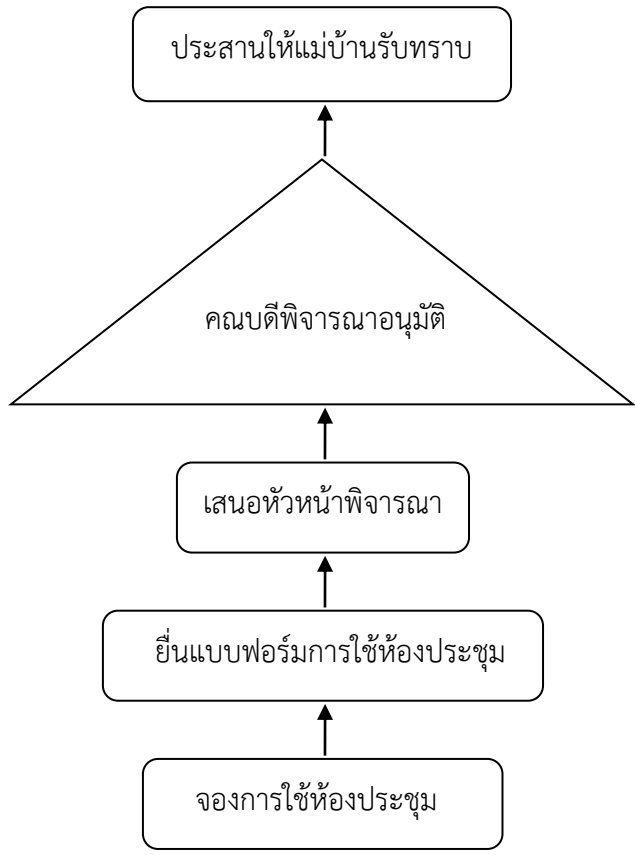 ประสานให้แม่บ้านรับทราบ
คณบดีพิจารณาอนุมัติ
เสนอหัวหน้าพิจารณา
ยื่นแบบฟอร์มการใช้ห้องประชุม
จองการใช้ห้องประชุม